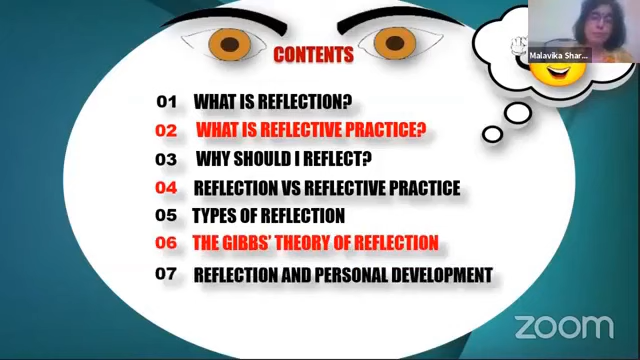 Malavika Shar...
CONTENTS
01 WHAT IS REFLECTION?
02 WHAT IS REFLECTIVE PRACTICE?
03 WHY SHOULD I REFLECT?
04 REFLECTION VS REFLECTIVE PRACTICE
05 TYPES OF REFLECTION
06 THE GIBBS' THEORY OF REFLECTION
07 REFLECTION AND PERSONAL DEVELOPMENT
zoom